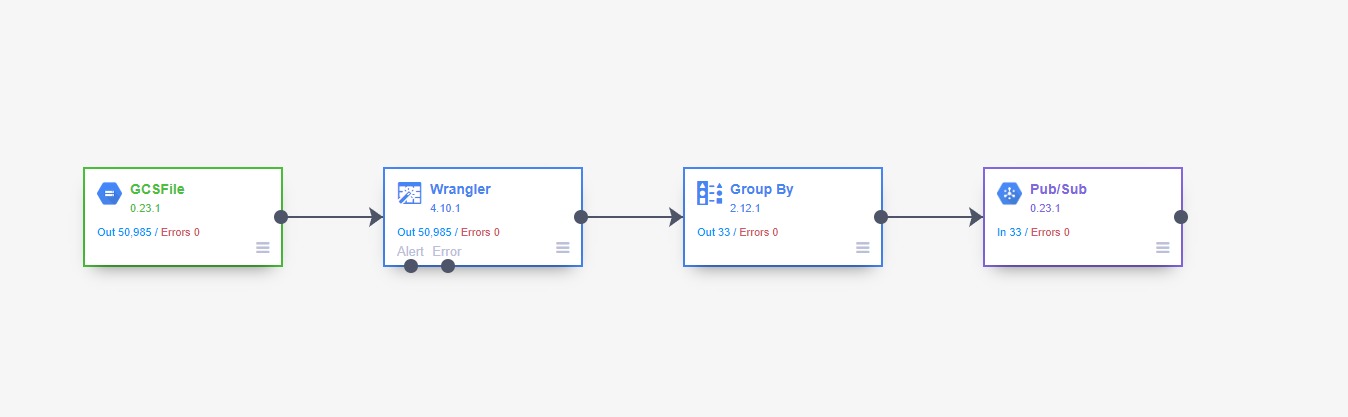 GCSFile
0.23.1
Out 50,985 / Errors 0
Wrangler
4.10.1
Out 50,985 / Errors 0
Alert Error
Group By
2.12.1
Out 33 / Errors 0
Pub/Sub
0.23.1
In 33 / Errors 0